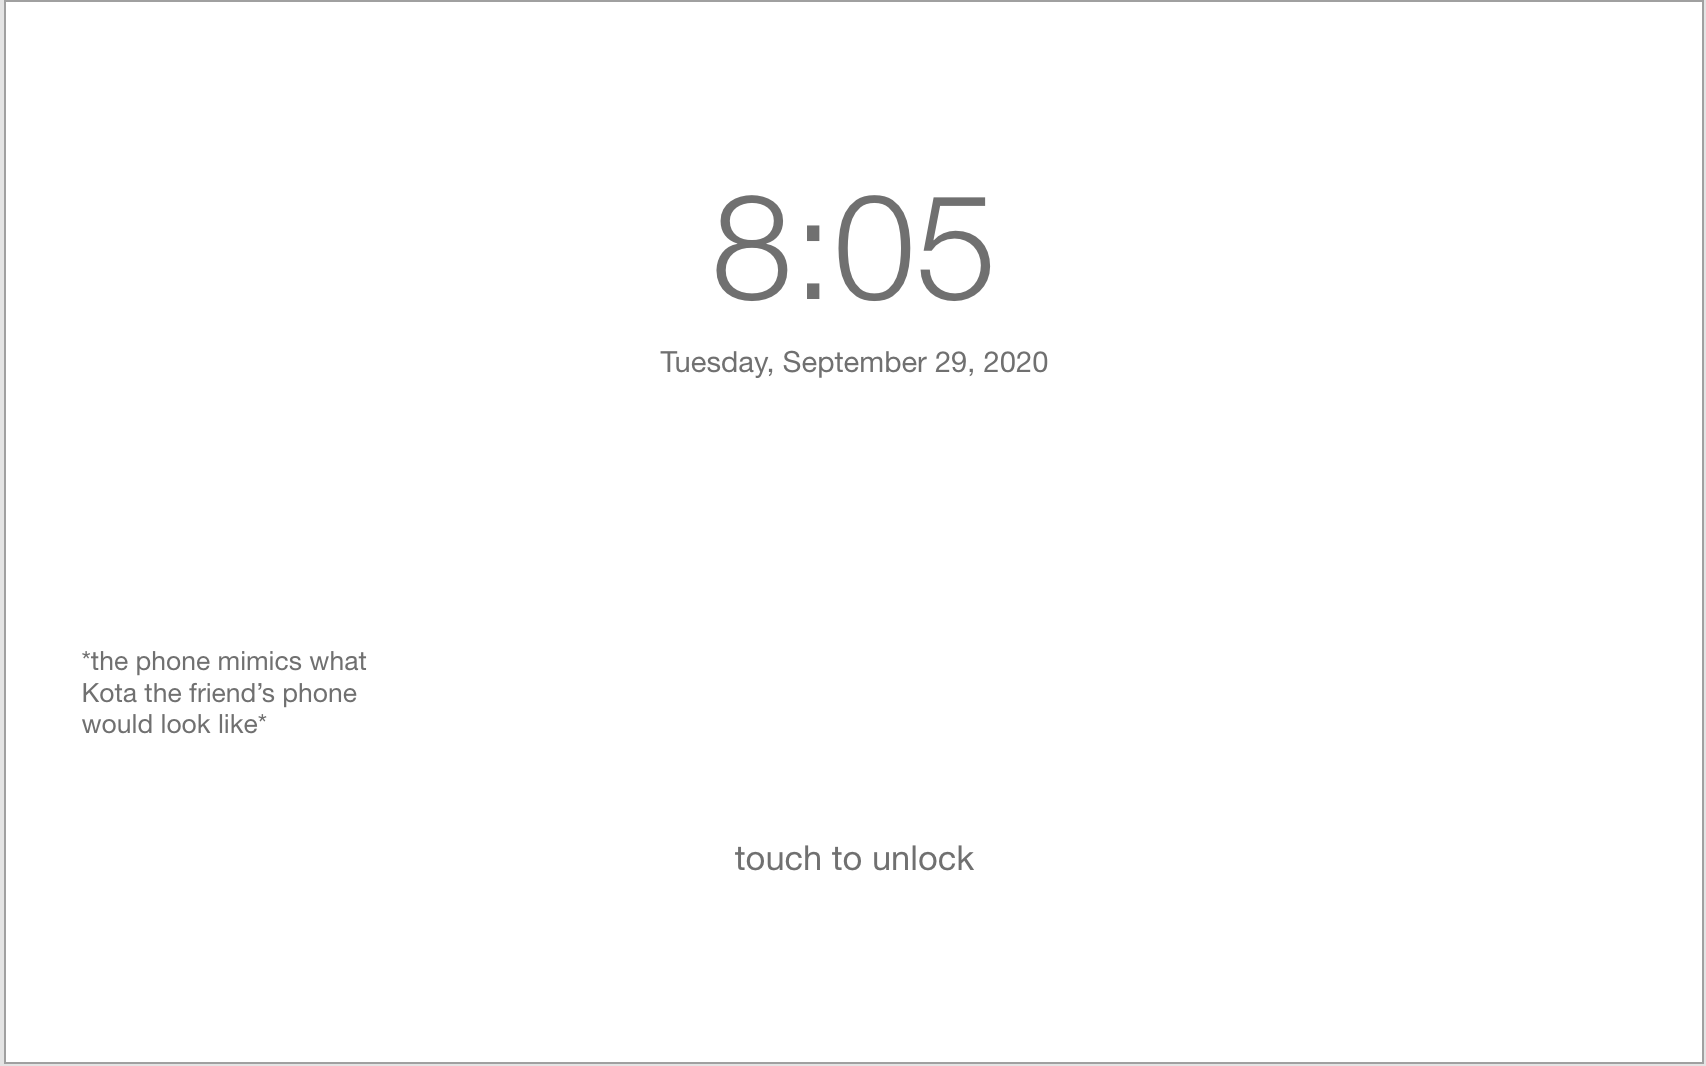 8:05
Tuesday, September 29, 2020
*the phone mimics what
Kota the friend’s phone
would look like*
touch to unlock